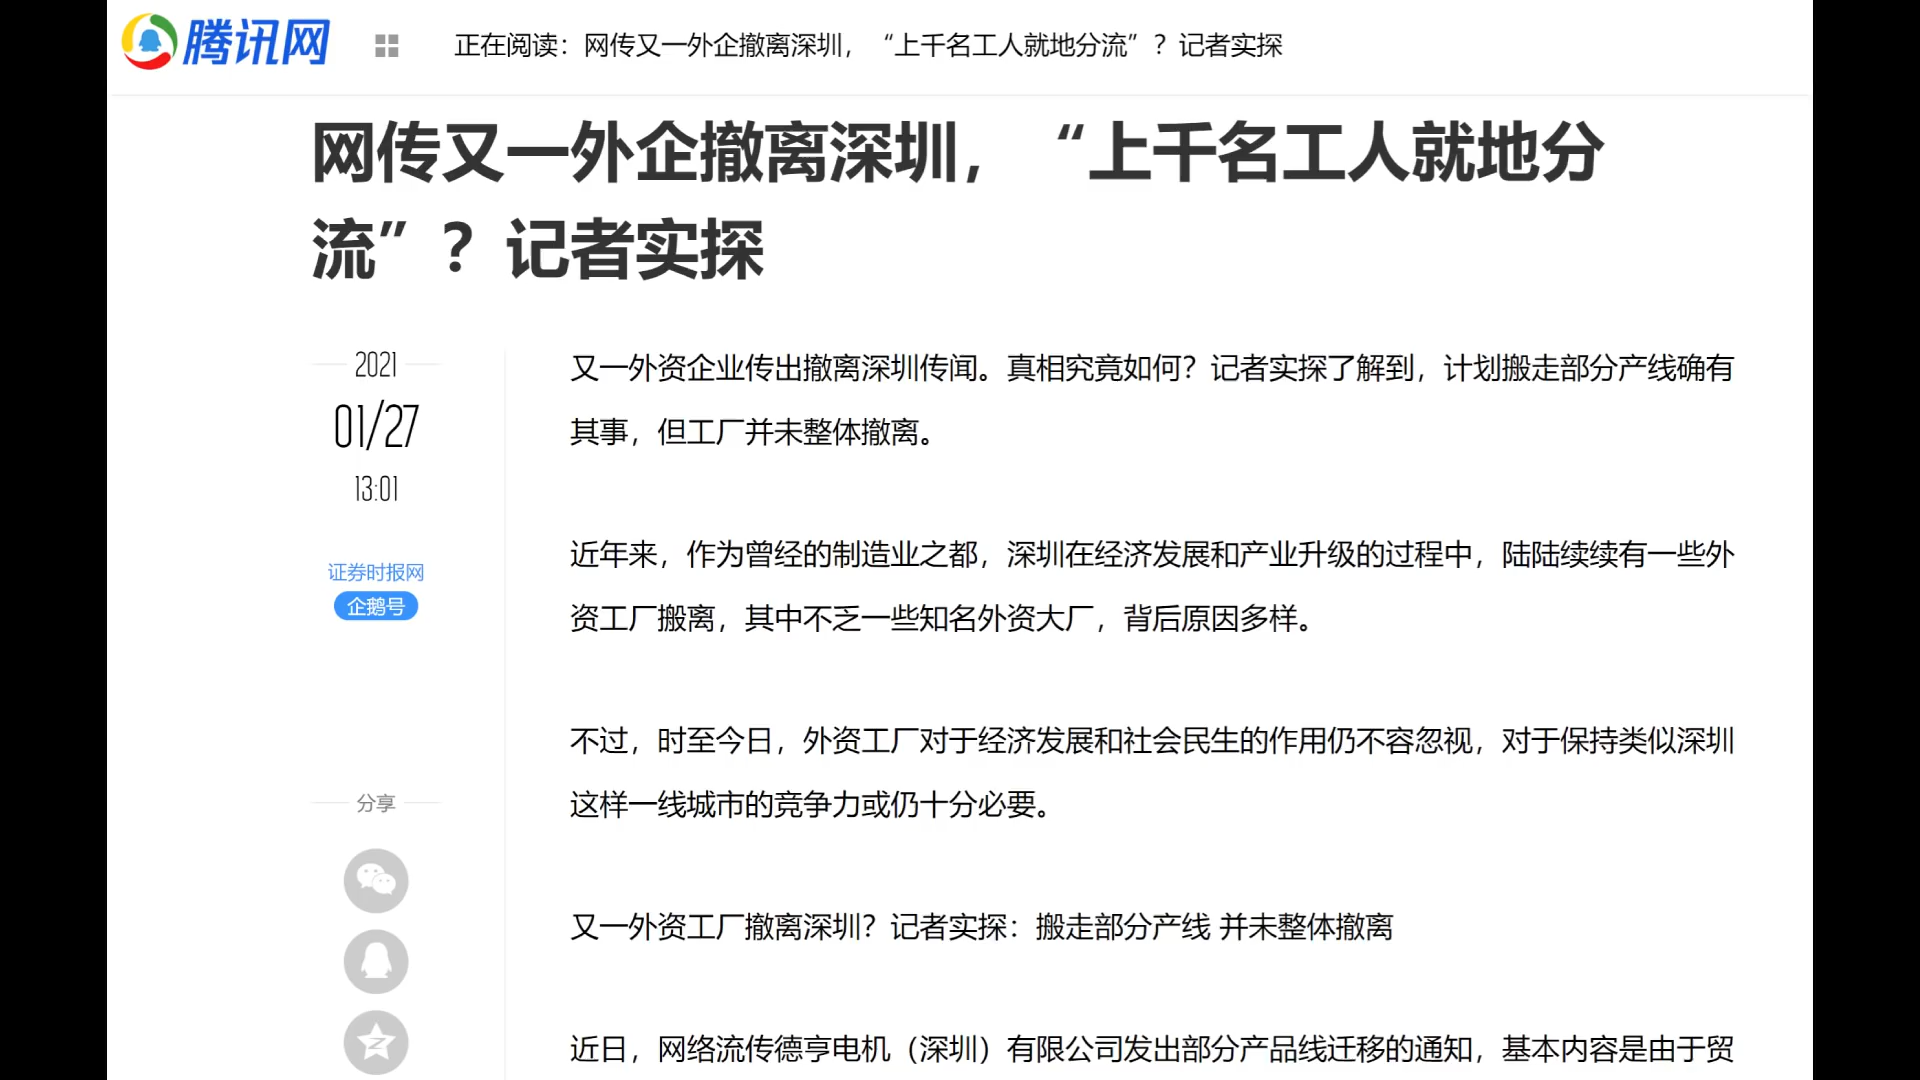 腾讯网
正在阅读：网传又一外企撤离深圳，“上千名工人就地分流”？记者实探
网传又一外企撤离深圳，“上千名工人就地分
流”？记者实探
2021
01/27
13:01
证券时报网
企鹅号
分享
又一外资企业传出撤离深圳传闻。真相究竟如何？记者实探了解到，计划搬走部分产线确有
其事，但工厂并未整体撤离。
近年来，作为曾经的制造业之都，深圳在经济发展和产业升级的过程中，陆陆续续有一些外
资工厂搬离，其中不乏一些知名外资大厂，背后原因多样。
不过，时至今日，外资工厂对于经济发展和社会民生的作用仍不容忽视，对于保持类似深圳
这样一线城市的竞争力或仍十分必要。
又一外资工厂撤离深圳？记者实探：搬走部分产线 并未整体撤离
近日，网络流传德亨电机（深圳）有限公司发出部分产品线迁移的通知，基本内容是由于贸